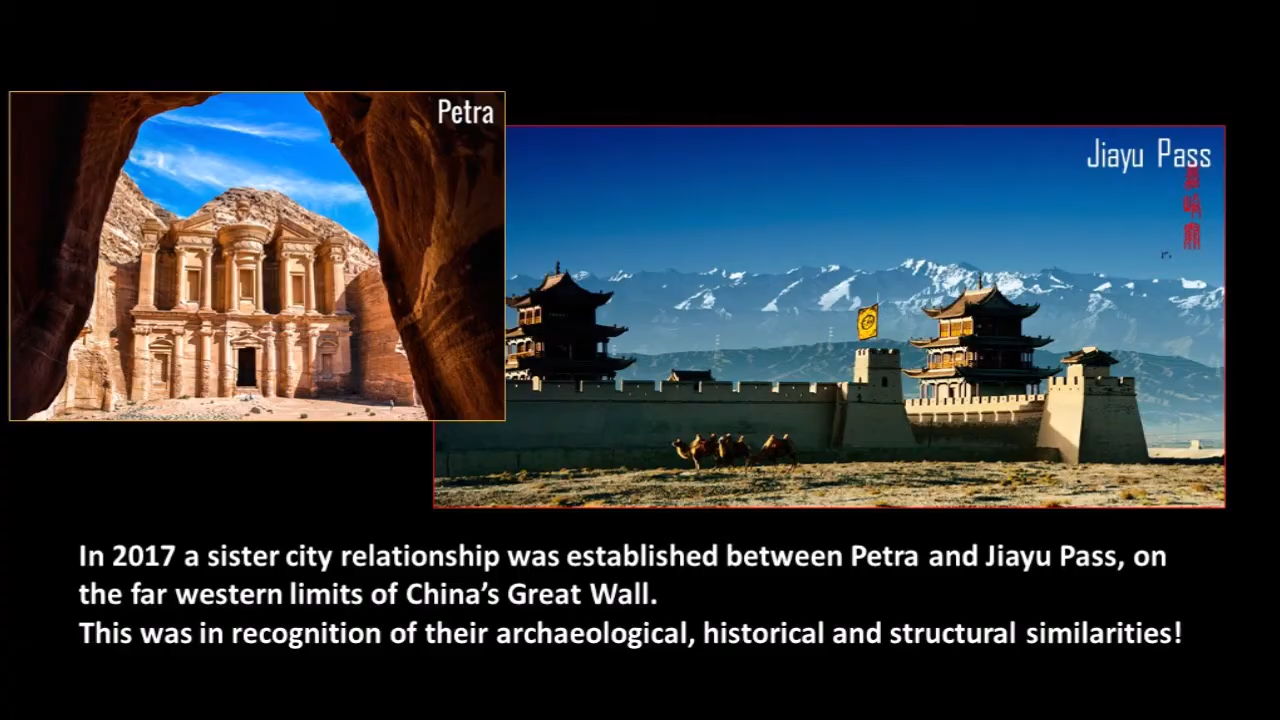 Petra
Jiayu Pass
In 2017 a sister city relationship was established between Petra and Jiayu Pass, on
the far western limits of China’s Great Wall.
This was in recognition of their archaeological, historical and structural similarities!